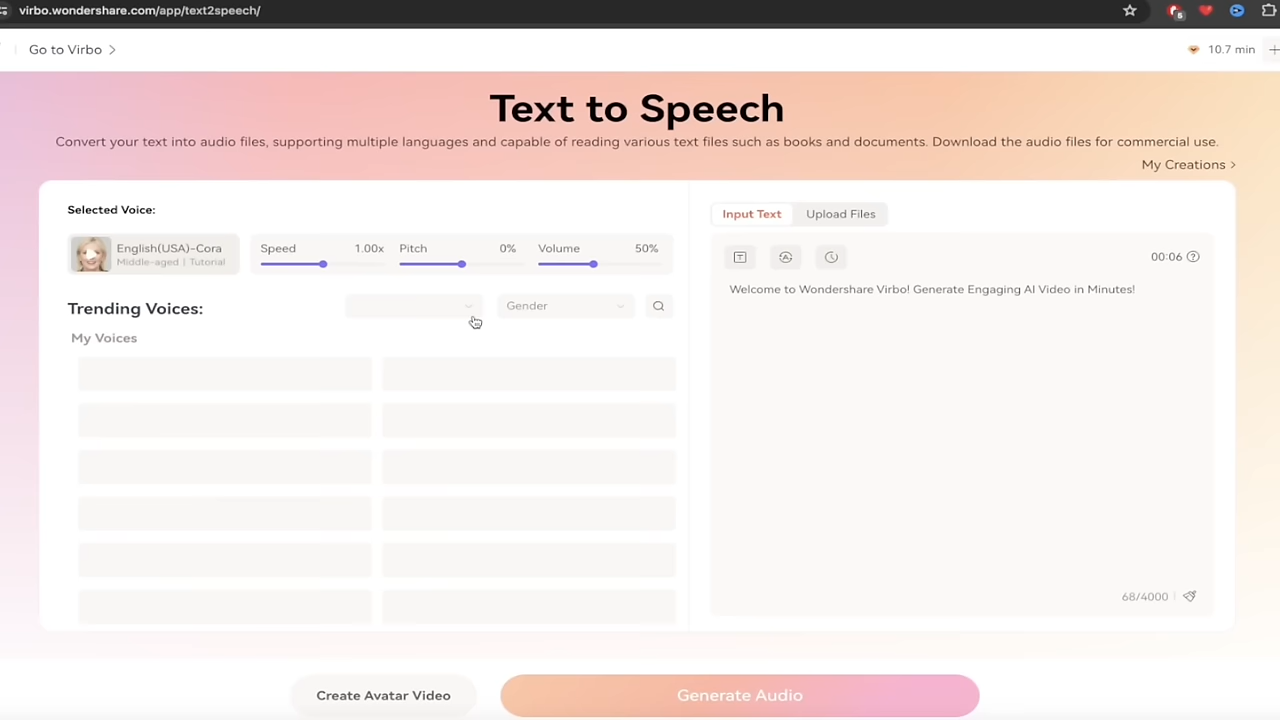 virbo.wondershare.com/app/text2speech/
Go to Virbo
10.7 min
Text to Speech
Convert your text into audio files, supporting multiple languages and capable of reading various text files such as books and documents. Download the audio files for commercial use.
My Creations >
Selected Voice:
English(USA)-Cora
Middle-aged | Tutorial
Speed 1.00x Pitch 0% Volume 50%
Trending Voices:
Gender
My Voices
Input Text Upload Files
00:06
Welcome to Wondershare Virbo! Generate Engaging AI Video in Minutes!
68/4000
Create Avatar Video
Generate Audio